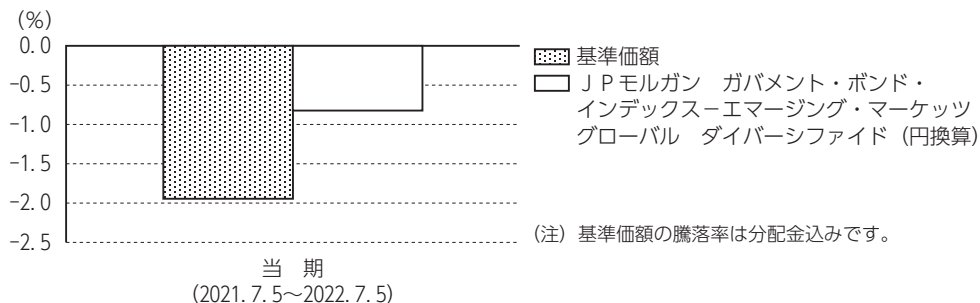 (%)
0.0
-0.5
-1.0
-1.5
-2.0
-2.5
当 期
(2021.7.5～2022.7.5)
基準価額
ＪＰモルガン　ガバメント・ボンド・
インデックス－エマージング・マーケッツ
グローバル　ダイバーシファイド（円換算）
（注）基準価額の騰落率は分配金込みです。